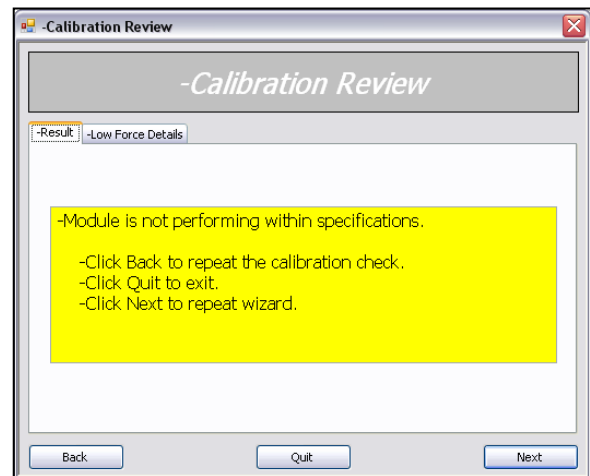 -Calibration Review
-Calibration Review
-Result -Low Force Details
-Module is not performing within specifications.
-Click Back to repeat the calibration check.
-Click Quit to exit.
-Click Next to repeat wizard.
Back Quit Next